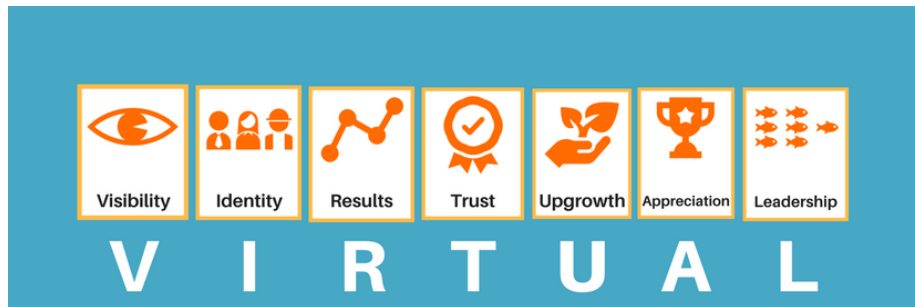 Visibility Identity Results Trust Upgrowth Appreciation Leadership
V I R T U A L